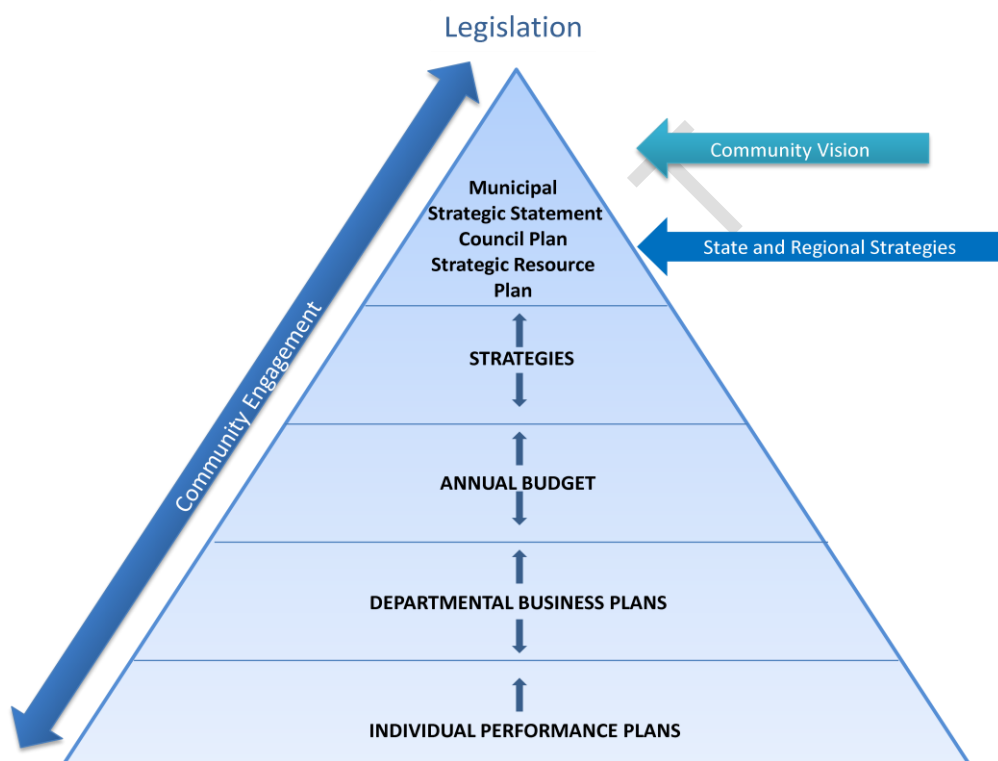 Legislation
Community Vision
Municipal
Strategic Statement
Council Plan
Strategic Resource
Plan
State and Regional Strategies
Community Engagement
STRATEGIES
ANNUAL BUDGET
DEPARTMENTAL BUSINESS PLANS
INDIVIDUAL PERFORMANCE PLANS